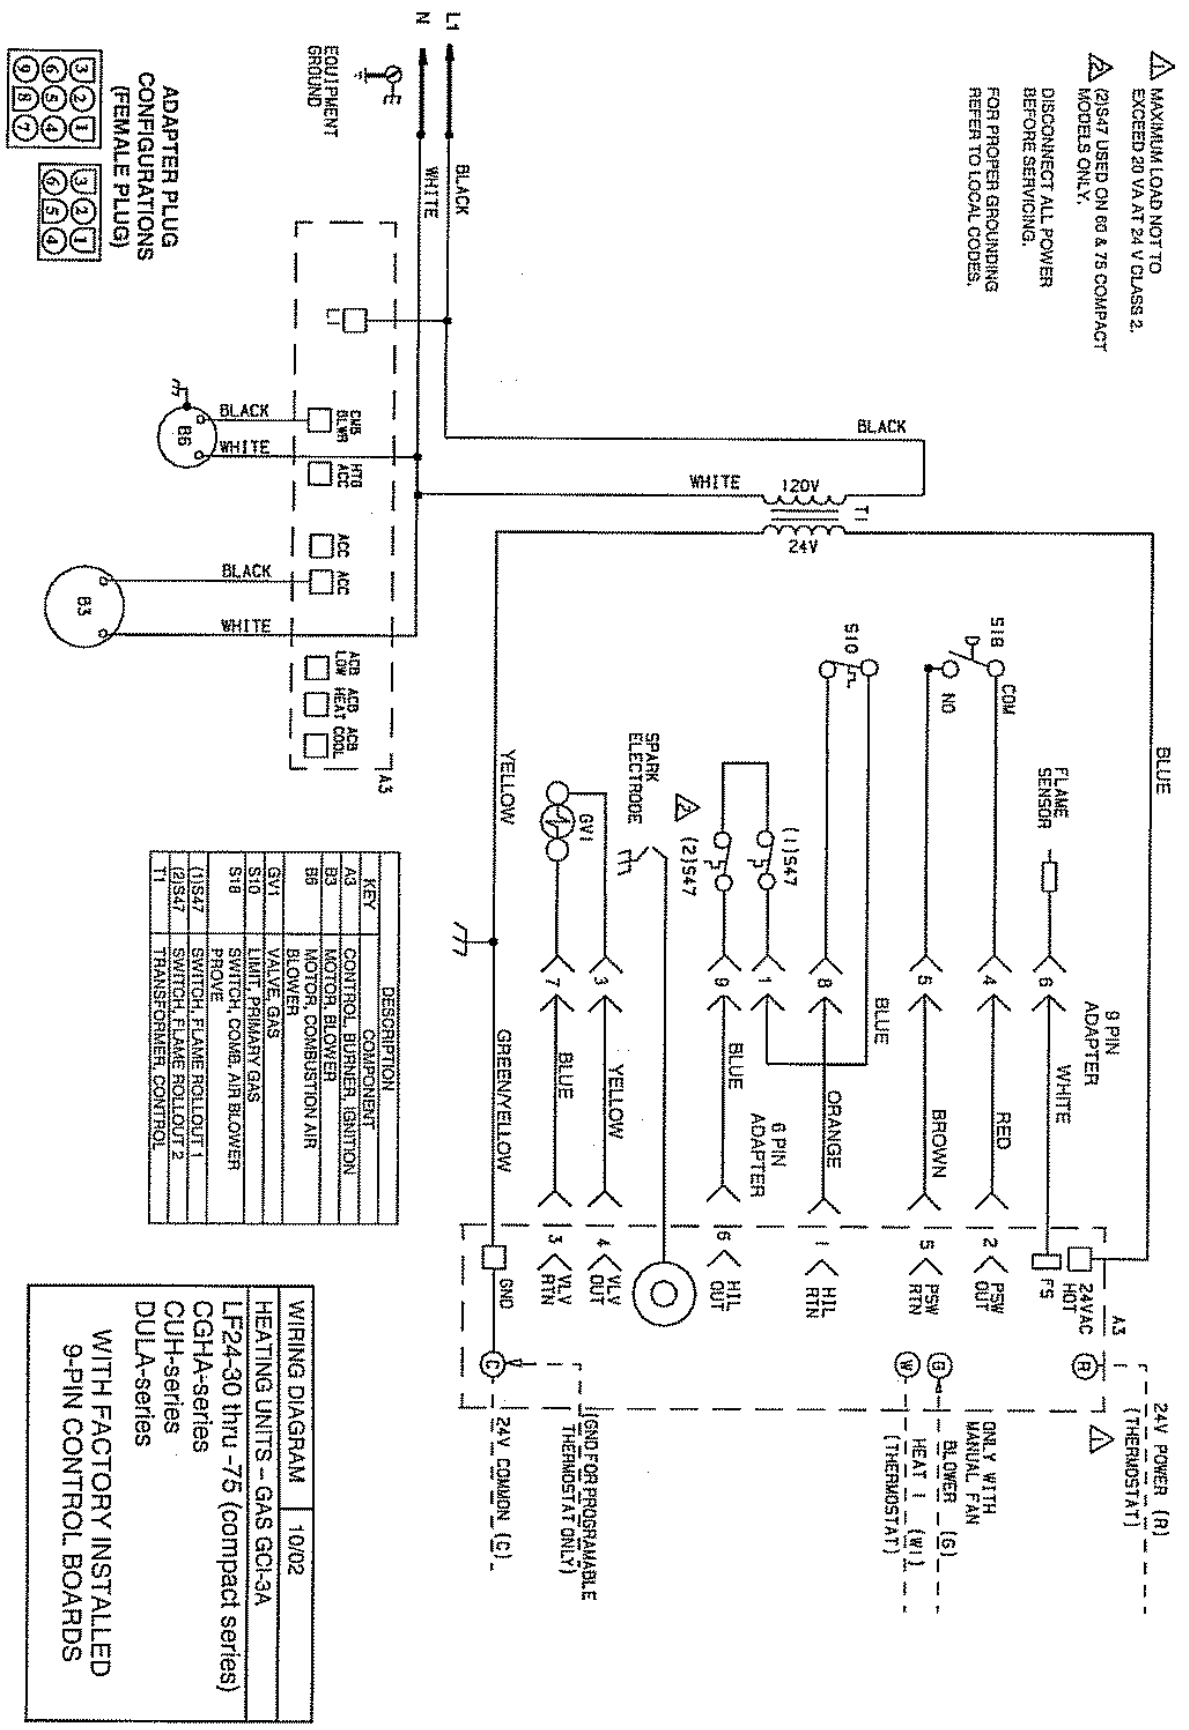 ⚠1 MAXIMUM LOAD NOT TO
EXCEED 20 VA AT 24 V CLASS 2.
⚠2 (2)S47 USED ON 60 & 75 COMPACT
MODELS ONLY.
DISCONNECT ALL POWER
BEFORE SERVICING.
FOR PROPER GROUNDING
REFER TO LOCAL CODES.
L1
N
BLACK
WHITE
E
EQUIPMENT
GROUND
ADAPTER PLUG
CONFIGURATIONS
(FEMALE PLUG)
3 2 1
6 5 4
9 8 7
3 2 1
6 5 4
L1
CMB
BLWR
HTG
ACC
ACC
ACC
ACB
LOW
ACB
HEAT
ACB
COOL
A3
BLACK
WHITE
B6
BLACK
WHITE
B3
BLACK
WHITE
120V
T1
24V
BLUE
YELLOW
S18
COM
NO
S10
FLAME
SENSOR
(1)S47
2
(2)S47
SPARK
ELECTRODE
GV1
9 PIN
ADAPTER
6
WHITE
4
RED
5
BROWN
8
ORANGE
BLUE
1
6 PIN
ADAPTER
9
BLUE
3
YELLOW
7
BLUE
GREEN/YELLOW
A3
24VAC
HOT
FS
2
PSW
OUT
5
PSW
RTN
1
HIL
RTN
6
HIL
OUT
4
VLV
OUT
3
VLV
RTN
GND
R
G
W
C
1
24V POWER (R)
(THERMOSTAT)
ONLY WITH
MANUAL FAN
BLOWER (G)
HEAT 1 (W1)
(THERMOSTAT)
(GND FOR PROGRAMABLE
THERMOSTAT ONLY)
24V COMMON (C)
DESCRIPTION
KEY COMPONENT
A3 CONTROL, BURNER, IGNITION
B3 MOTOR, BLOWER
B6 MOTOR, COMBUSTION AIR
BLOWER
GV1 VALVE, GAS
S10 LIMIT, PRIMARY GAS
S18 SWITCH, COMB, AIR BLOWER
PROVE
(1)S47 SWITCH, FLAME ROLLOUT 1
(2)S47 SWITCH, FLAME ROLLOUT 2
T1 TRANSFORMER, CONTROL
WIRING DIAGRAM 10/02
HEATING UNITS – GAS GCI-3A
LF24-30 thru -75 (compact series)
CGHA-series
CUH-series
DULA-series
WITH FACTORY INSTALLED
9-PIN CONTROL BOARDS